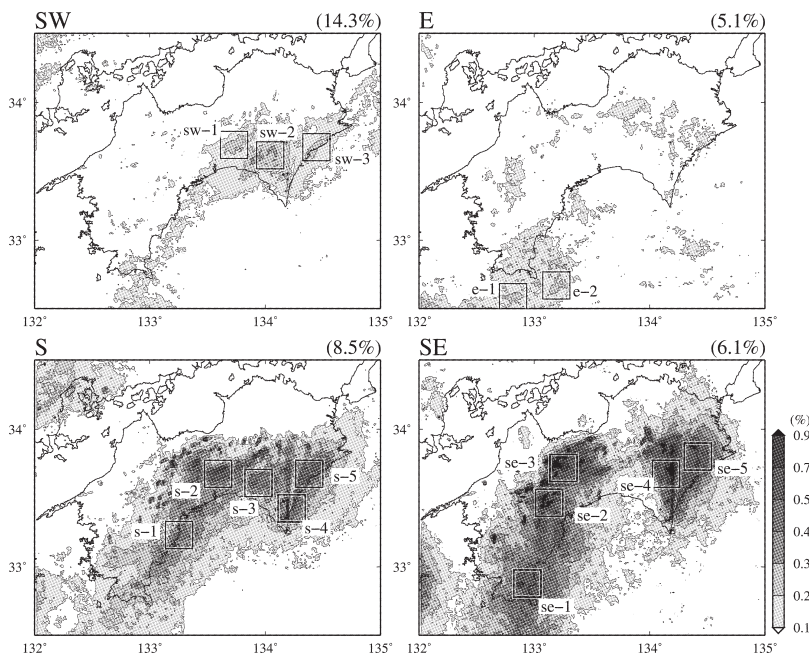 SW (14.3%) E (5.1%)
34° 34°
sw-1 sw-2
sw-3
33° 33°
e-1 e-2
132° 133° 134° 135° 132° 133° 134° 135°
S (8.5%) SE (6.1%)
(%)
34° 34° 0.9
0.7
se-3 se-5
s-2 s-5 se-4
0.5
s-3 se-2
s-1 s-4 0.4
33° 33° 0.3
se-1 0.2
0.1
132° 133° 134° 135° 132° 133° 134° 135°